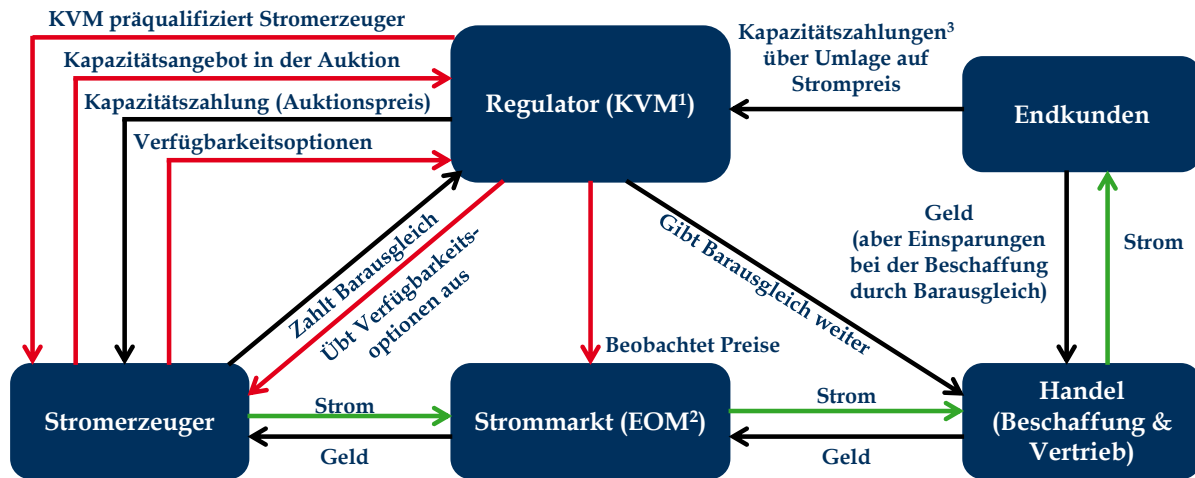 KVM präqualifiziert Stromerzeuger
Kapazitätsangebot in der Auktion
Kapazitätszahlung (Auktionspreis)
Verfügbarkeitsoptionen
Regulator (KVM¹)
Kapazitätszahlungen³
über Umlage auf
Strompreis
Endkunden
Zahlt Barausgleich
Übt Verfügbarkeits-
optionen aus
Gibt Barausgleich weiter
Geld
(aber Einsparungen
bei der Beschaffung
durch Barausgleich)
Strom
Beobachtet Preise
Stromerzeuger
Strom
Geld
Strommarkt (EOM²)
Strom
Geld
Handel
(Beschaffung &
Vertrieb)